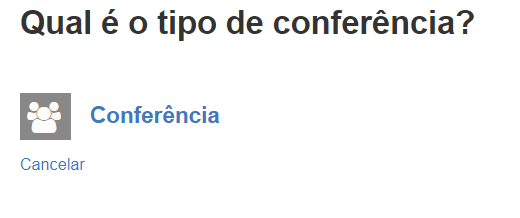 Qual é o tipo de conferência?
Conferência
Cancelar